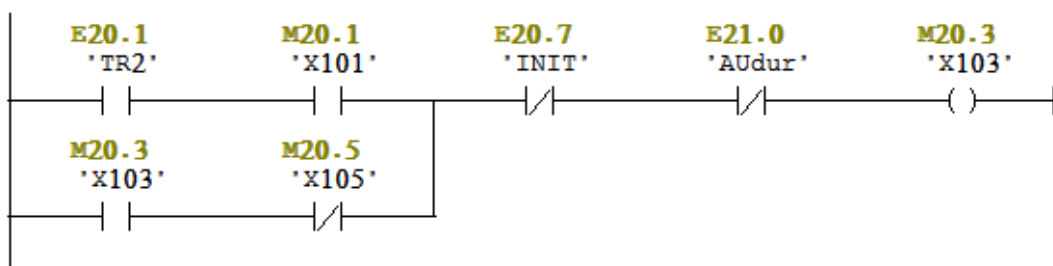 E20.1 M20.1 E20.7 E21.0 M20.3
'TR2' 'X101' 'INIT' 'AUdur' 'X103'
M20.3 M20.5
'X103' 'X105'